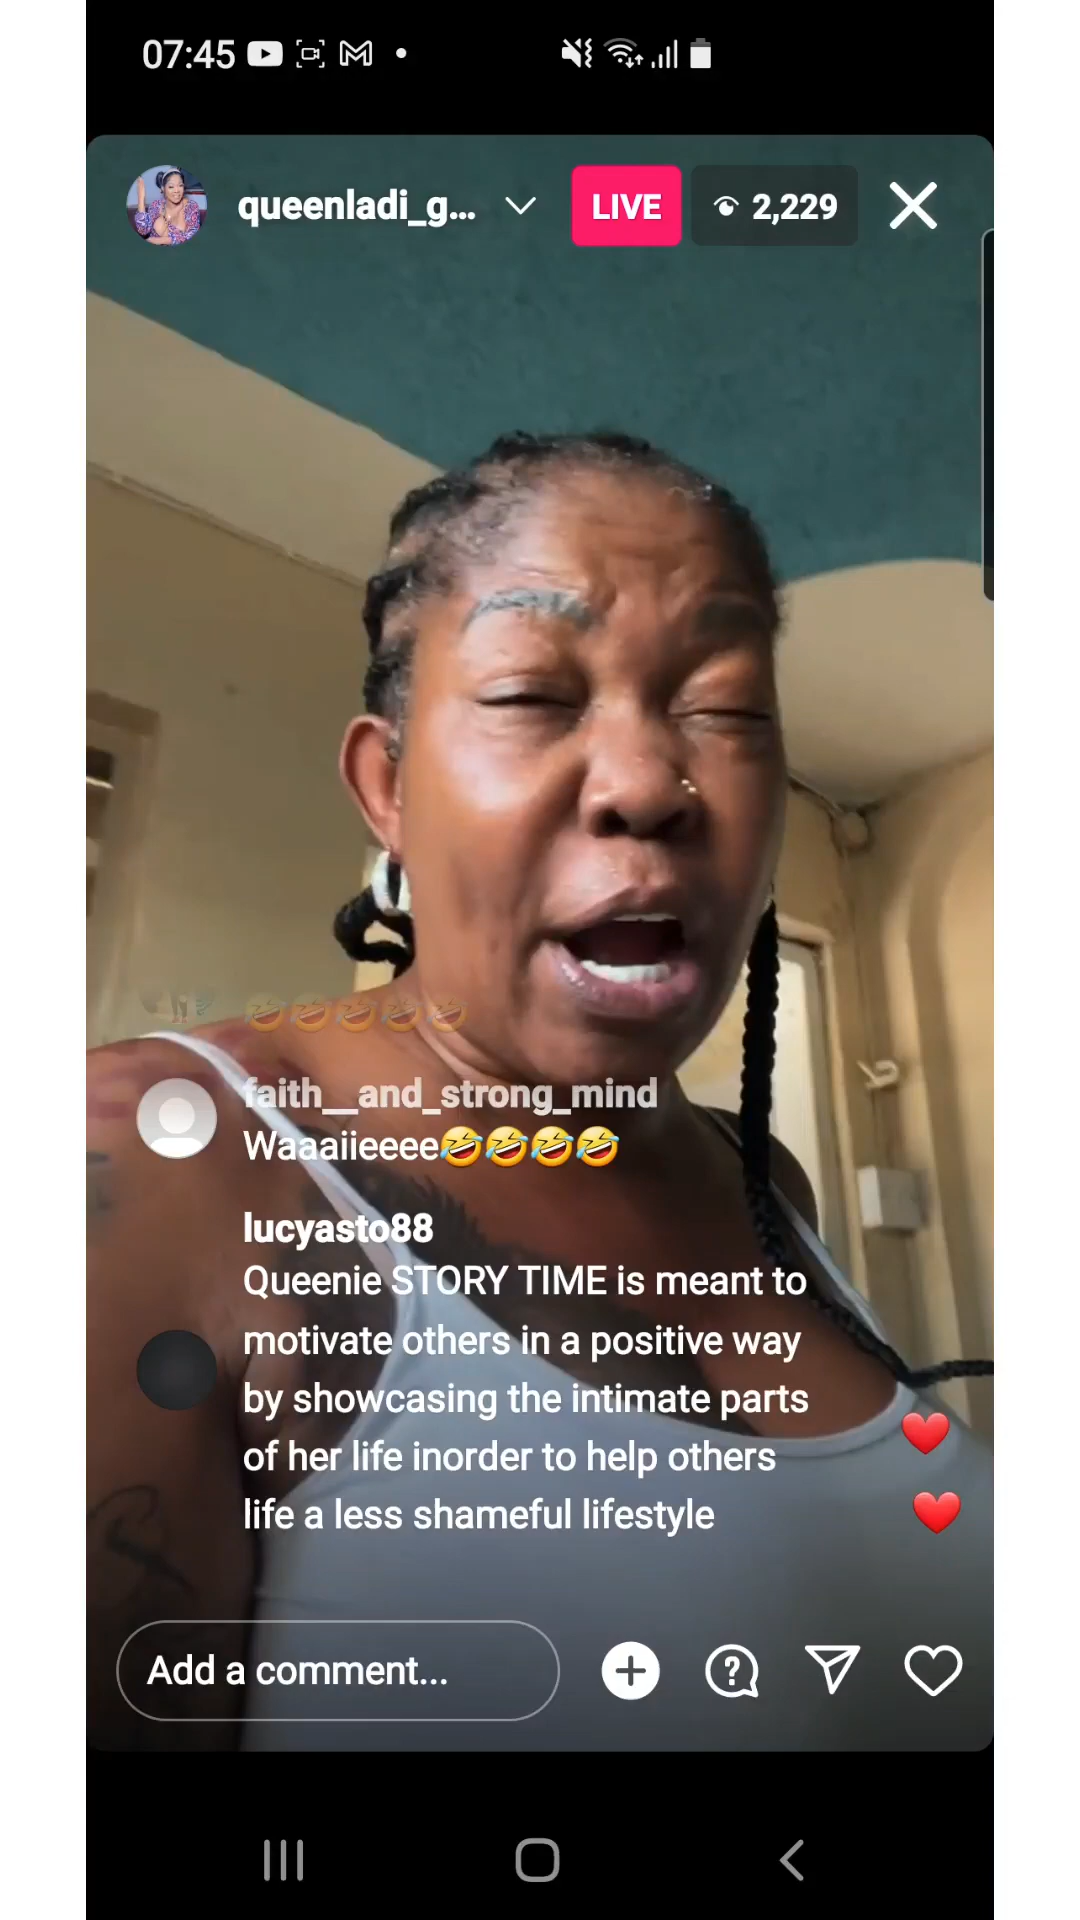 07:45
queenladi_g...
LIVE
2,229
🤣🤣🤣🤣🤣
faith__and_strong_mind
Waaaiieeee🤣🤣🤣🤣
lucyasto88
Queenie STORY TIME is meant to
motivate others in a positive way
by showcasing the intimate parts
of her life inorder to help others
life a less shameful lifestyle
Add a comment...